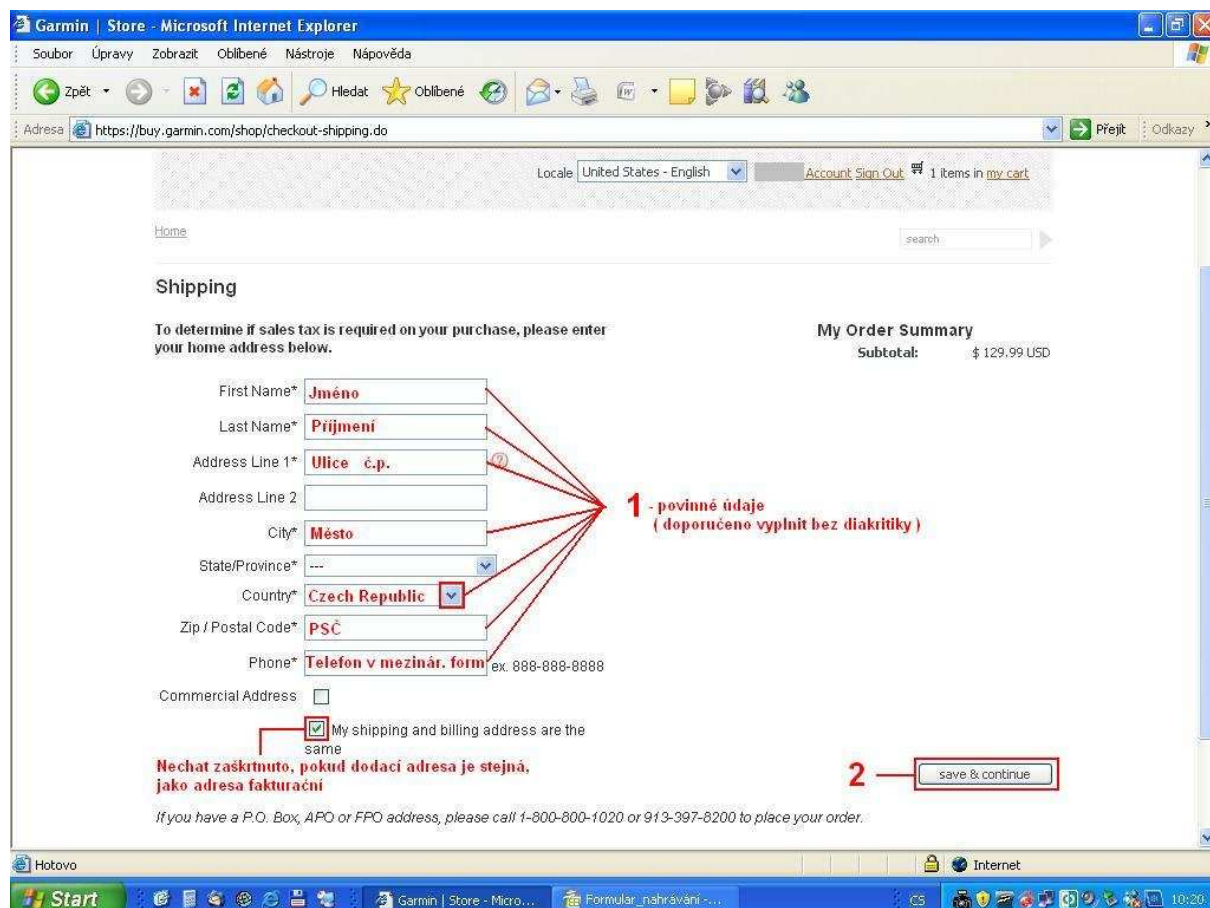 Garmin | Store - Microsoft Internet Explorer
Soubor Úpravy Zobrazit Oblíbené Nástroje Nápověda
Zpět Hledat Oblíbené
Adresa https://buy.garmin.com/shop/checkout-shipping.do Přejít Odkazy
Locale United States - English Account Sign Out 1 items in my cart
Home search
Shipping
To determine if sales tax is required on your purchase, please enter
your home address below.
My Order Summary
Subtotal: $ 129.99 USD
First Name* Jméno
Last Name* Příjmení
Address Line 1* Ulice č.p.
Address Line 2
1 - povinné údaje
( doporučeno vyplnit bez diakritiky )
City* Město
State/Province* ---
Country* Czech Republic
Zip / Postal Code* PSČ
Phone* Telefon v mezinár. form ex. 888-888-8888
Commercial Address
My shipping and billing address are the
same
Nechat zaškrtnuto, pokud dodací adresa je stejná,
jako adresa fakturační
2 save & continue
If you have a P.O. Box, APO or FPO address, please call 1-800-800-1020 or 913-397-8200 to place your order.
Hotovo Internet
Start Garmin | Store - Micro... Formular_nahrávání -... CS 10:20